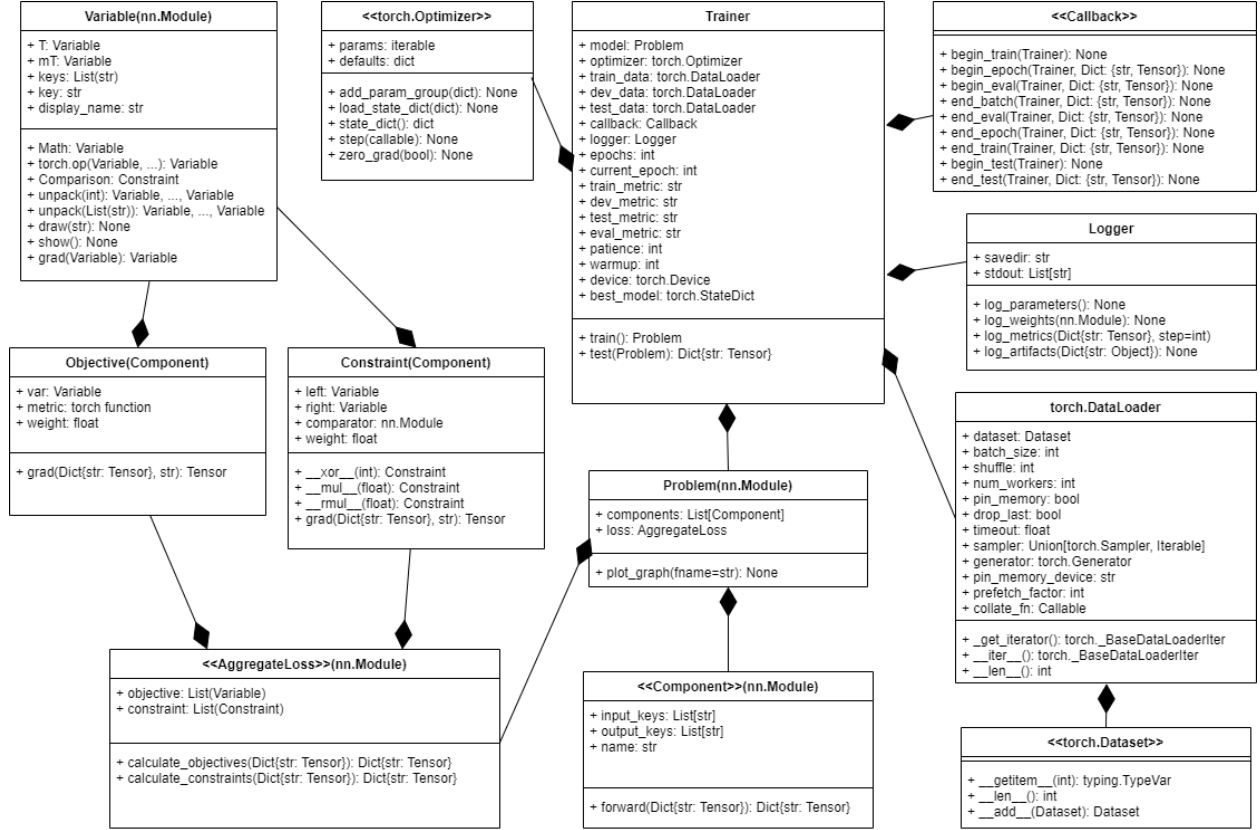 Variable(nn.Module)
+ T: Variable
+ mT: Variable
+ keys: List(str)
+ key: str
+ display_name: str
+ Math: Variable
+ torch.op(Variable, ...): Variable
+ Comparison: Constraint
+ unpack(int): Variable, ..., Variable
+ unpack(List(str)): Variable, ..., Variable
+ draw(str): None
+ show(): None
+ grad(Variable): Variable
<<torch.Optimizer>>
+ params: iterable
+ defaults: dict
+ add_param_group(dict): None
+ load_state_dict(dict): None
+ state_dict(): dict
+ step(callable): None
+ zero_grad(bool): None
Trainer
+ model: Problem
+ optimizer: torch.Optimizer
+ train_data: torch.DataLoader
+ dev_data: torch.DataLoader
+ test_data: torch.DataLoader
+ callback: Callback
+ logger: Logger
+ epochs: int
+ current_epoch: int
+ train_metric: str
+ dev_metric: str
+ test_metric: str
+ eval_metric: str
+ patience: int
+ warmup: int
+ device: torch.Device
+ best_model: torch.StateDict
+ train(): Problem
+ test(Problem): Dict{str: Tensor}
<<Callback>>
+ begin_train(Trainer): None
+ begin_epoch(Trainer, Dict: {str, Tensor}): None
+ begin_eval(Trainer, Dict: {str, Tensor}): None
+ end_batch(Trainer, Dict: {str, Tensor}): None
+ end_eval(Trainer, Dict: {str, Tensor}): None
+ end_epoch(Trainer, Dict: {str, Tensor}): None
+ end_train(Trainer, Dict: {str, Tensor}): None
+ begin_test(Trainer): None
+ end_test(Trainer, Dict: {str, Tensor}): None
Logger
+ savedir: str
+ stdout: List[str]
+ log_parameters(): None
+ log_weights(nn.Module): None
+ log_metrics(Dict{str: Tensor}, step=int)
+ log_artifacts(Dict{str: Object}): None
Objective(Component)
+ var: Variable
+ metric: torch function
+ weight: float
+ grad(Dict{str: Tensor}, str): Tensor
Constraint(Component)
+ left: Variable
+ right: Variable
+ comparator: nn.Module
+ weight: float
+ __xor__(int): Constraint
+ __mul__(float): Constraint
+ __rmul__(float): Constraint
+ grad(Dict{str: Tensor}, str): Tensor
torch.DataLoader
+ dataset: Dataset
+ batch_size: int
+ shuffle: int
+ num_workers: int
+ pin_memory: bool
+ drop_last: bool
+ timeout: float
+ sampler: Union[torch.Sampler, Iterable]
+ generator: torch.Generator
+ pin_memory_device: str
+ prefetch_factor: int
+ collate_fn: Callable
+ _get_iterator(): torch._BaseDataLoaderIter
+ __iter__(): torch._BaseDataLoaderIter
+ __len__(): int
Problem(nn.Module)
+ components: List[Component]
+ loss: AggregateLoss
+ plot_graph(fname=str): None
<<AggregateLoss>>(nn.Module)
+ objective: List(Variable)
+ constraint: List(Constraint)
+ calculate_objectives(Dict{str: Tensor}): Dict{str: Tensor}
+ calculate_constraints(Dict{str: Tensor}): Dict{str: Tensor}
<<Component>>(nn.Module)
+ input_keys: List[str]
+ output_keys: List[str]
+ name: str
+ forward(Dict{str: Tensor}): Dict{str: Tensor}
<<torch.Dataset>>
+ __getitem__(int): typing.TypeVar
+ __len__(): int
+ __add__(Dataset): Dataset